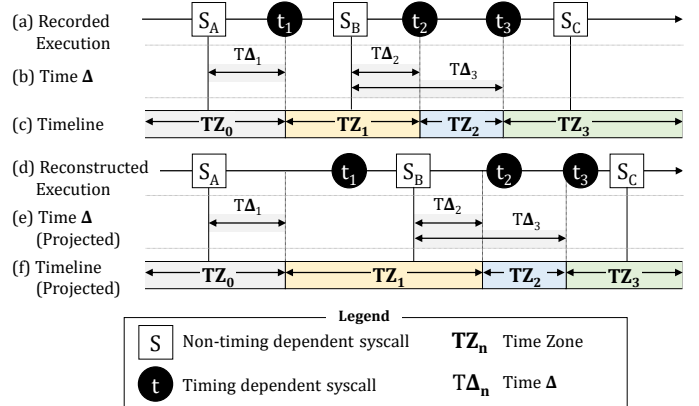 (a) Recorded Execution S_A t_1 S_B t_2 t_3 S_C
(b) Time Δ TΔ_1 TΔ_2 TΔ_3
(c) Timeline TZ_0 TZ_1 TZ_2 TZ_3
(d) Reconstructed Execution S_A t_1 S_B t_2 t_3 S_C
(e) Time Δ (Projected) TΔ_1 TΔ_2 TΔ_3
(f) Timeline (Projected) TZ_0 TZ_1 TZ_2 TZ_3
Legend
S Non-timing dependent syscall TZ_n Time Zone
t Timing dependent syscall TΔ_n Time Δ